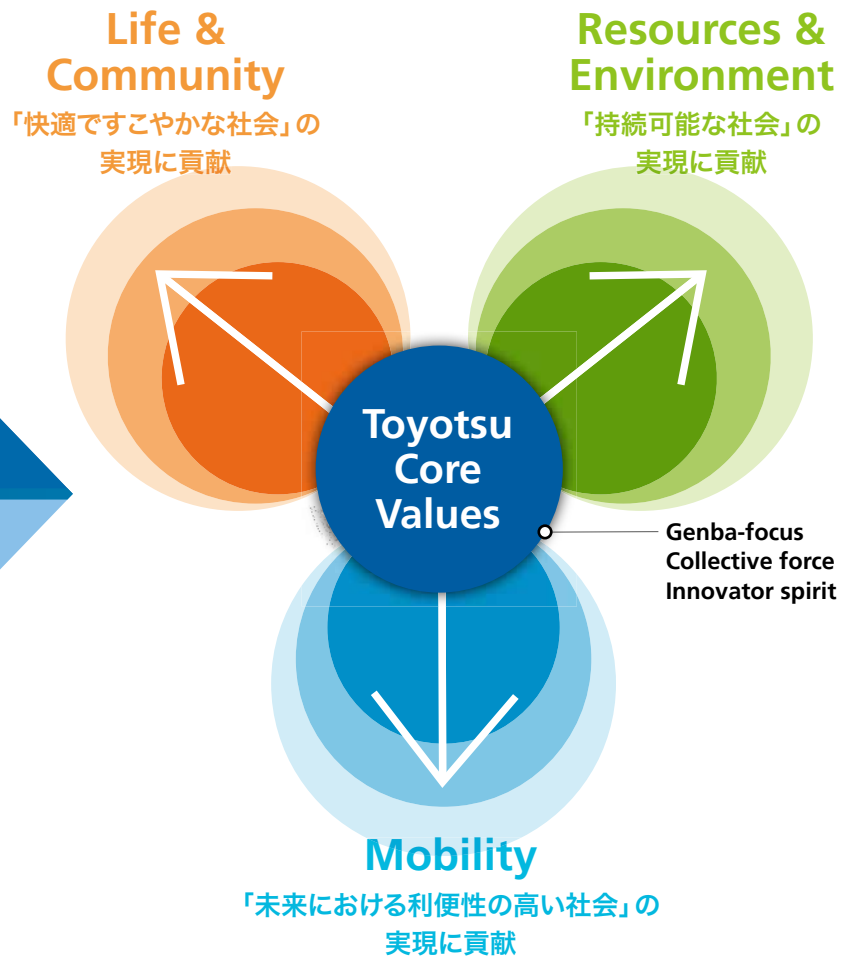 Life &
Community
「快適ですこやかな社会」の
実現に貢献
Resources &
Environment
「持続可能な社会」の
実現に貢献
Toyotsu
Core
Values
Genba-focus
Collective force
Innovator spirit
Mobility
「未来における利便性の高い社会」の
実現に貢献